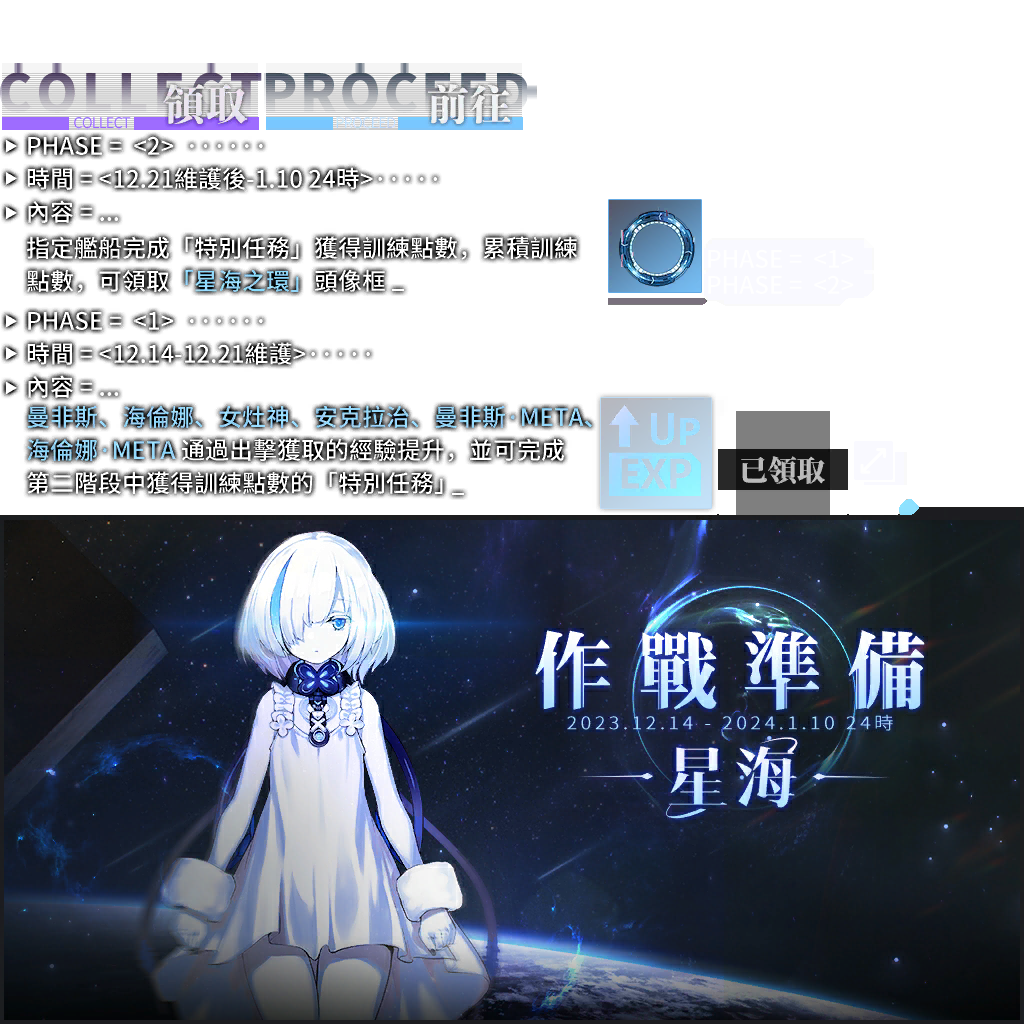 COLLECT
領取
COLLECT
PROCEED
前往
PHASE = <2> ······
時間 = <12.21維護後-1.10 24時>·····
內容 = ...
指定艦船完成「特別任務」獲得訓練點數，累積訓練
點數，可領取「星海之環」頭像框 _
PHASE = <1>
PHASE = <2>
PHASE = <1> ······
時間 = <12.14-12.21維護>·····
內容 = ...
曼非斯、海倫娜、女灶神、安克拉治、曼非斯·META、
海倫娜·META 通過出擊獲取的經驗提升，並可完成
第二階段中獲得訓練點數的「特別任務」_
UP
EXP
已領取
作戰準備
2023.12.14 - 2024.1.10 24時
星海